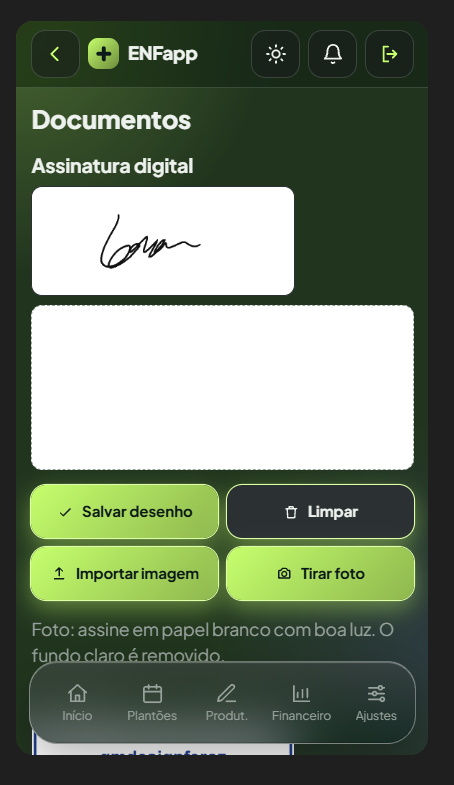 ENFapp
Documentos
Assinatura digital
Salvar desenho
Limpar
Importar imagem
Tirar foto
Foto: assine em papel branco com boa luz. O
fundo claro é removido.
Início
Plantões
Produt.
Financeiro
Ajustes